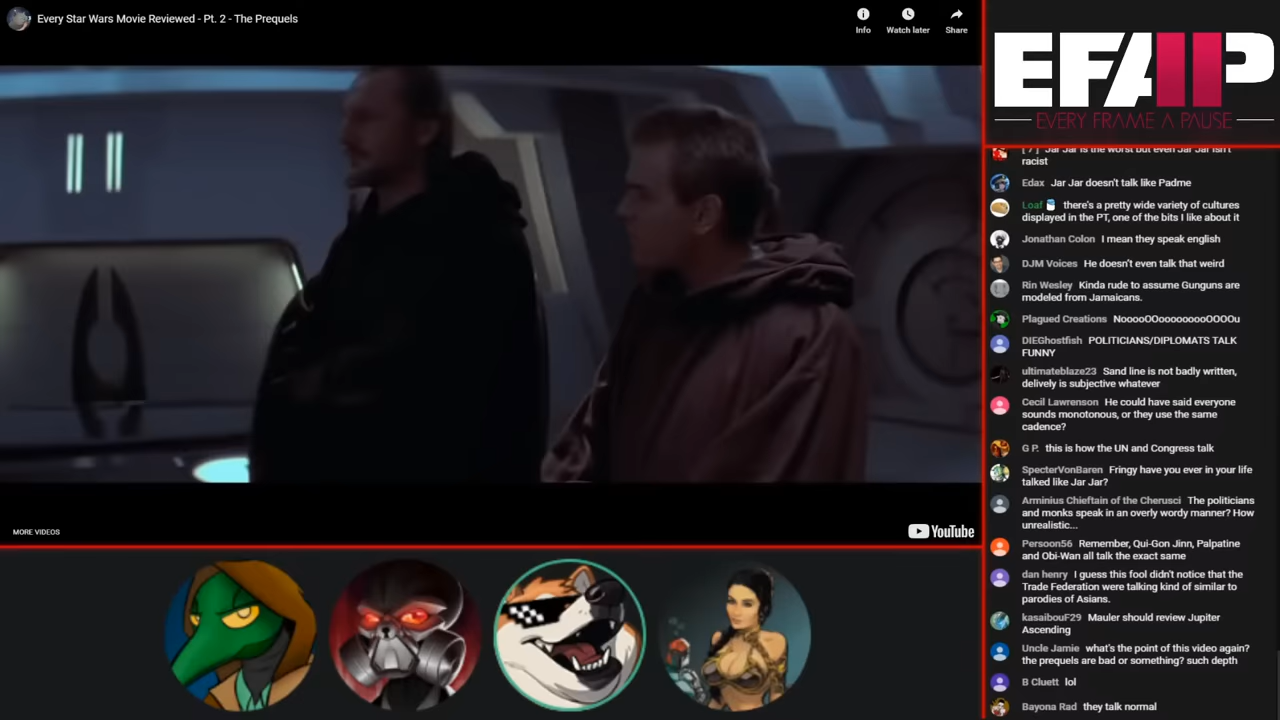 Every Star Wars Movie Reviewed - Pt. 2 - The Prequels
Info
Watch later
Share
EFAP
EVERY FRAME A PAUSE
[ 7 ] Jar Jar is the worst but even Jar Jar isn't
racist
Edax Jar Jar doesn't talk like Padme
Loaf there's a pretty wide variety of cultures
displayed in the PT, one of the bits I like about it
Jonathan Colon I mean they speak english
DJM Voices He doesn't even talk that weird
Rin Wesley Kinda rude to assume Gunguns are
modeled from Jamaicans.
Plagued Creations NooooOOoooooooooOOOOu
DIEGhostfish POLITICIANS/DIPLOMATS TALK
FUNNY
ultimateblaze23 Sand line is not badly written,
delively is subjective whatever
Cecil Lawrenson He could have said everyone
sounds monotonous, or they use the same
cadence?
G P. this is how the UN and Congress talk
SpecterVonBaren Fringy have you ever in your life
talked like Jar Jar?
Arminius Chieftain of the Cherusci The politicians
and monks speak in an overly wordy manner? How
unrealistic...
Persoon56 Remember, Qui-Gon Jinn, Palpatine
and Obi-Wan all talk the exact same
dan henry I guess this fool didn't notice that the
Trade Federation were talking kind of similar to
parodies of Asians.
kasaibouF29 Mauler should review Jupiter
Ascending
Uncle Jamie what's the point of this video again?
the prequels are bad or something? such depth
B Cluett lol
Bayona Rad they talk normal
MORE VIDEOS
YouTube